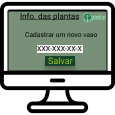 Info. das plantas
Cadastrar um novo vaso
XXX-XXX-XX-X
Salvar